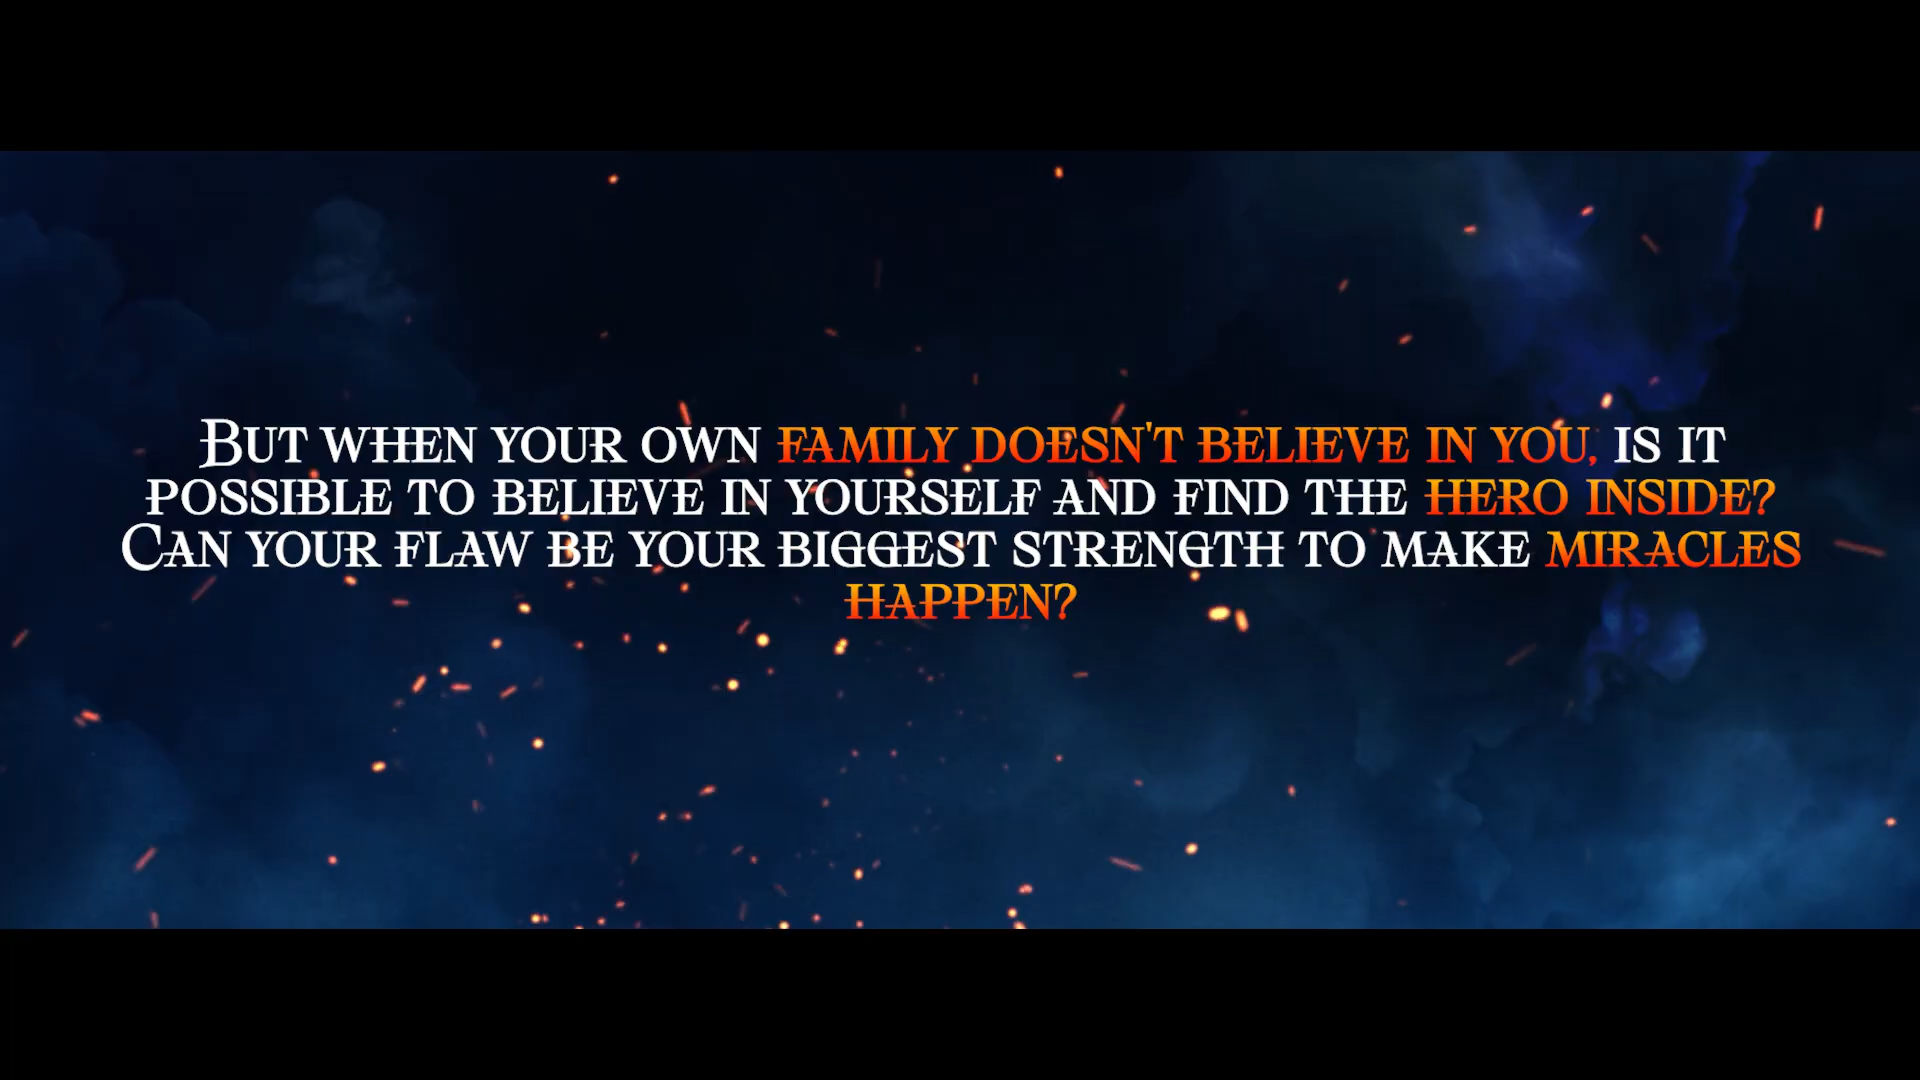 But when your own family doesn't believe in you, is it
possible to believe in yourself and find the hero inside?
Can your flaw be your biggest strength to make miracles
happen?